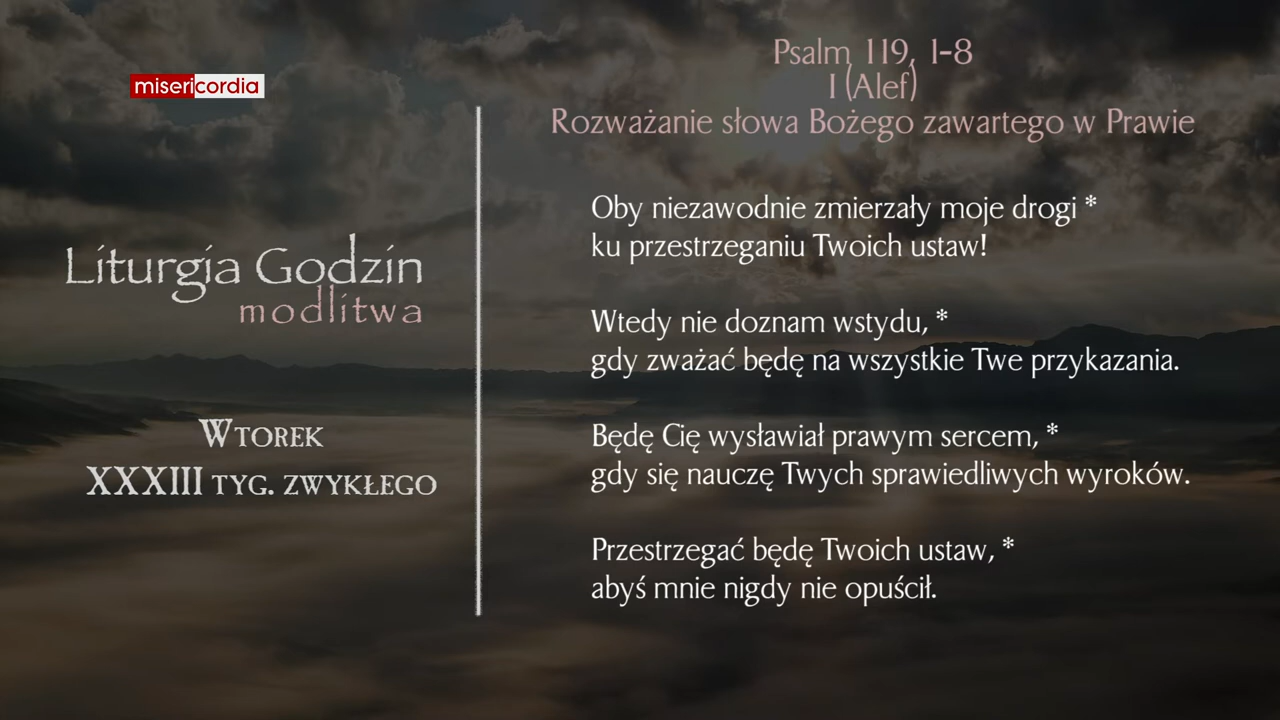 misericordia
Liturgia Godzin
modlitwa
Wtorek
XXXIII tyg. zwykłego
Psalm 119, 1-8
I (Alef)
Rozważanie słowa Bożego zawartego w Prawie
Oby niezawodnie zmierzały moje drogi *
ku przestrzeganiu Twoich ustaw!
Wtedy nie doznam wstydu, *
gdy zważać będę na wszystkie Twe przykazania.
Będę Cię wysławiał prawym sercem, *
gdy się nauczę Twych sprawiedliwych wyroków.
Przestrzegać będę Twoich ustaw, *
abyś mnie nigdy nie opuścił.